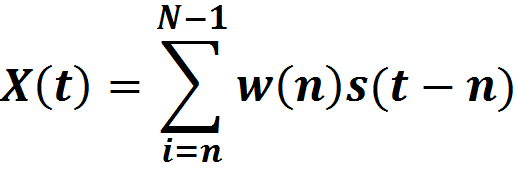 N−1
X(t) = ∑ w(n)s(t − n)
i=n